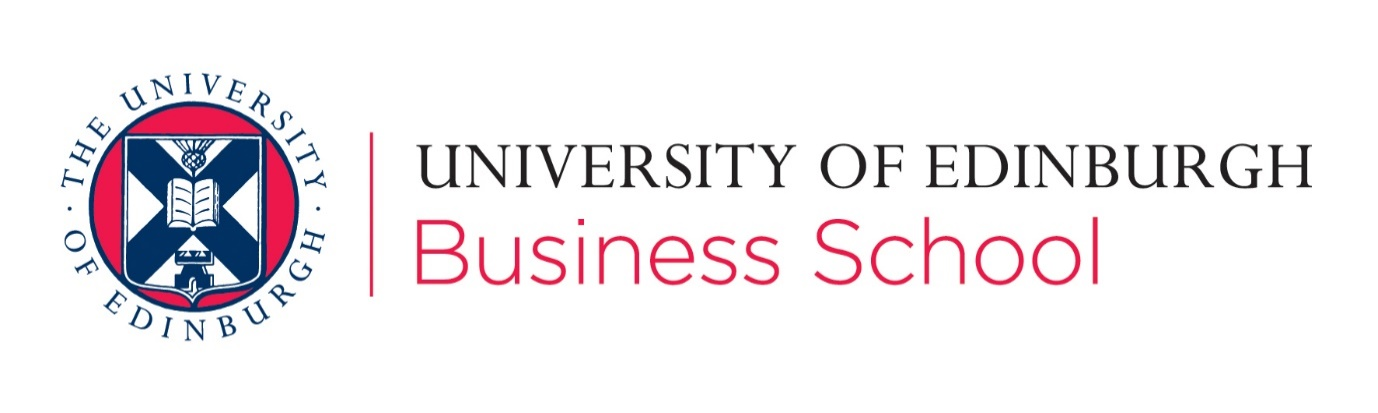 THE UNIVERSITY
OF EDINBURGH
UNIVERSITY OF EDINBURGH
Business School